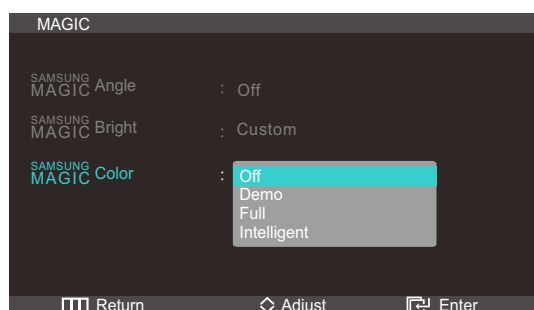 MAGIC
SAMSUNG
MAGIC Angle : Off
SAMSUNG
MAGIC Bright : Custom
SAMSUNG
MAGIC Color : Off
Demo
Full
Intelligent
Return Adjust Enter